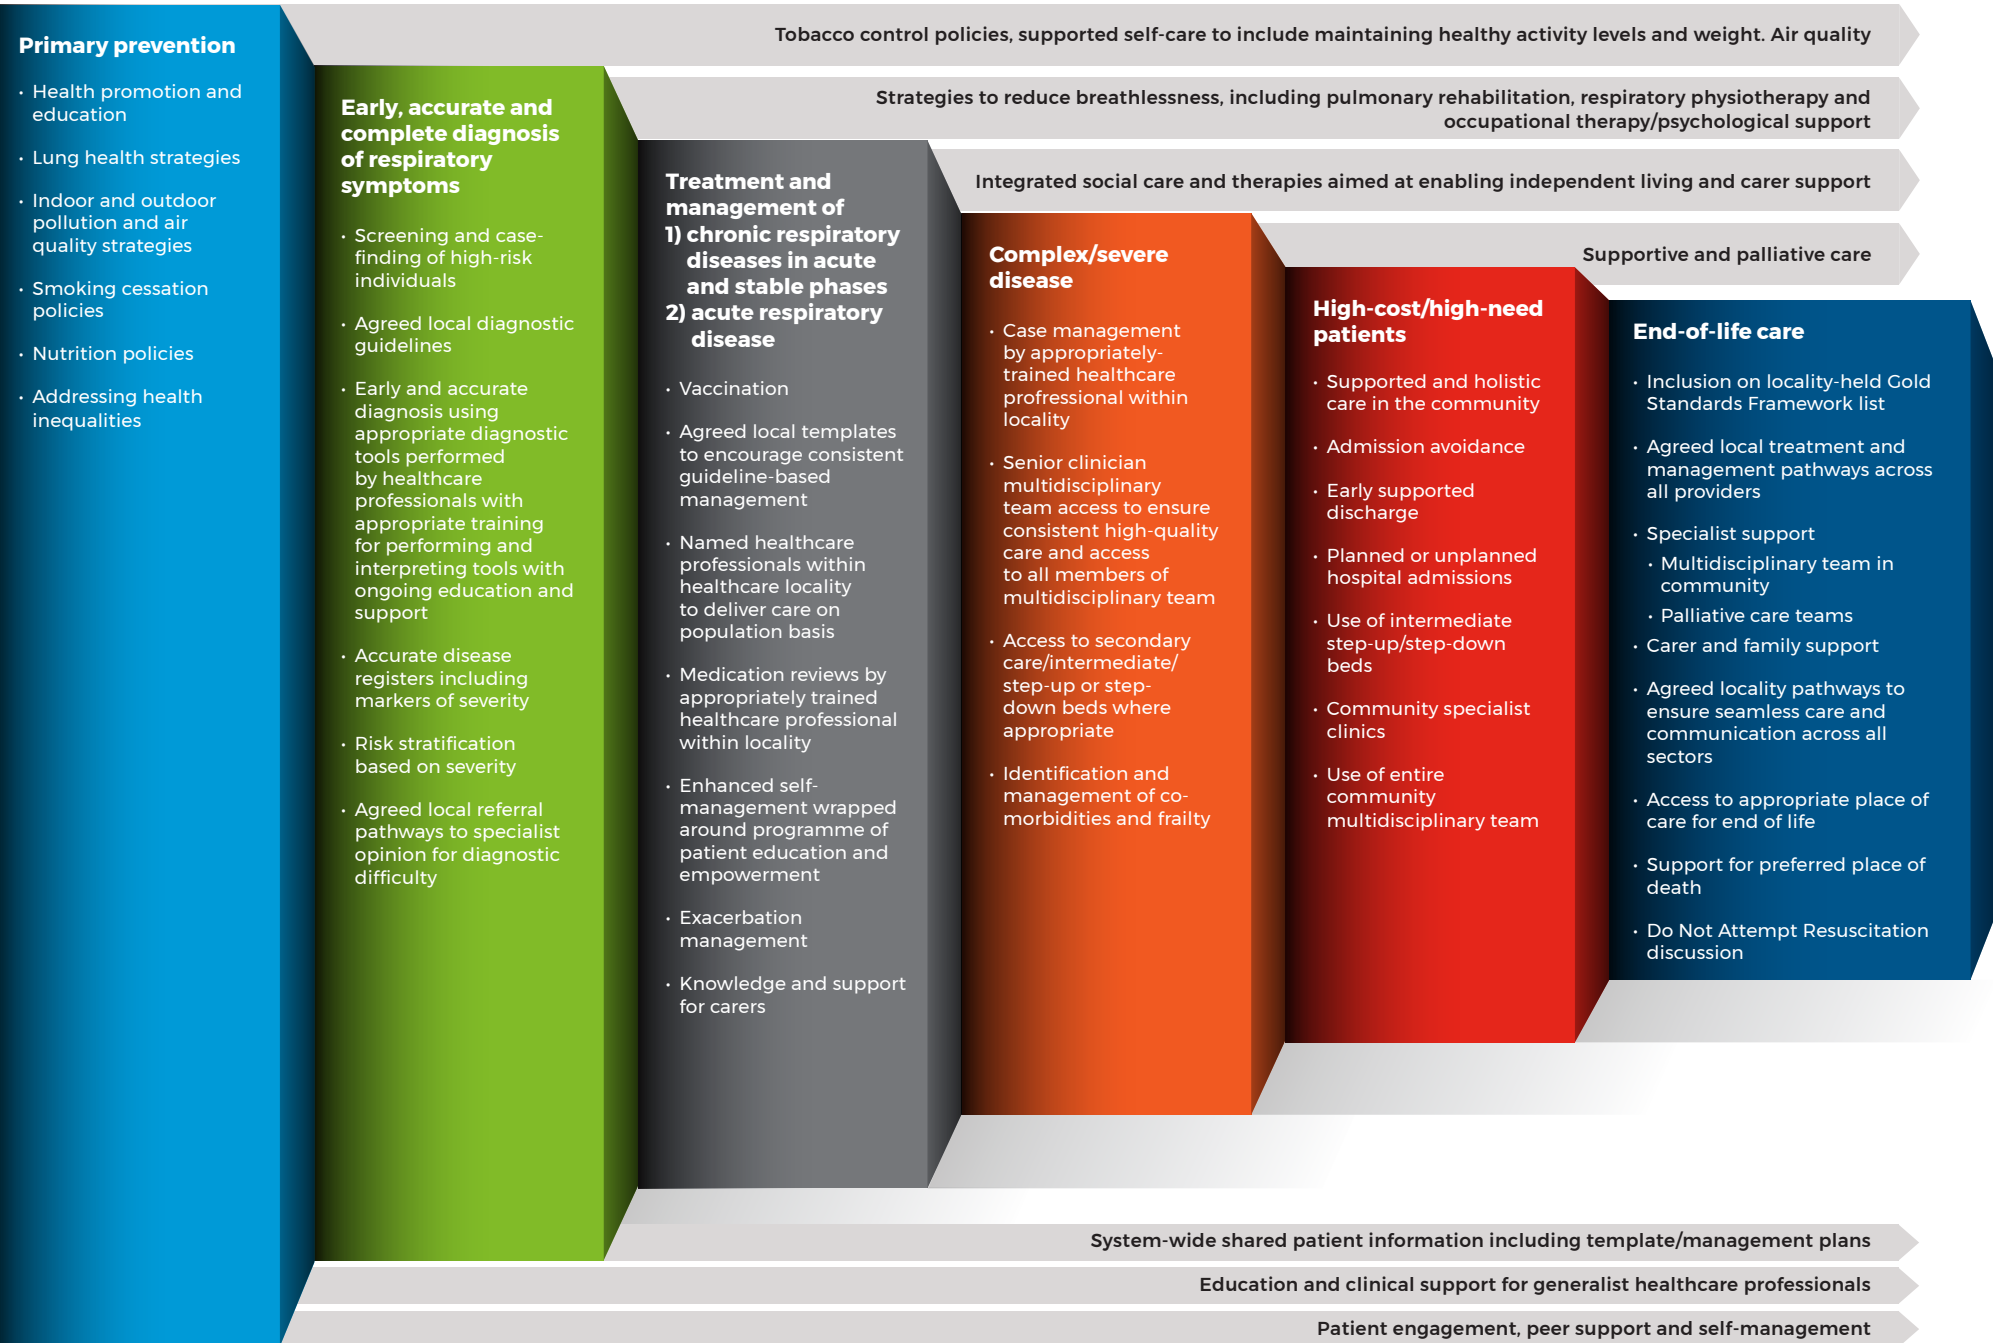 Primary prevention
• Health promotion and
education
• Lung health strategies
• Indoor and outdoor
pollution and air
quality strategies
• Smoking cessation
policies
• Nutrition policies
• Addressing health
inequalities
Tobacco control policies, supported self-care to include maintaining healthy activity levels and weight. Air quality
Strategies to reduce breathlessness, including pulmonary rehabilitation, respiratory physiotherapy and
occupational therapy/psychological support
Integrated social care and therapies aimed at enabling independent living and carer support
Supportive and palliative care
Early, accurate and
complete diagnosis
of respiratory
symptoms
• Screening and case-
finding of high-risk
individuals
• Agreed local diagnostic
guidelines
• Early and accurate
diagnosis using
appropriate diagnostic
tools performed
by healthcare
professionals with
appropriate training
for performing and
interpreting tools with
ongoing education and
support
• Accurate disease
registers including
markers of severity
• Risk stratification
based on severity
• Agreed local referral
pathways to specialist
opinion for diagnostic
difficulty
Treatment and
management of
1) chronic respiratory
diseases in acute
and stable phases
2) acute respiratory
disease
• Vaccination
• Agreed local templates
to encourage consistent
guideline-based
management
• Named healthcare
professionals within
healthcare locality
to deliver care on
population basis
• Medication reviews by
appropriately trained
healthcare professional
within locality
• Enhanced self-
management wrapped
around programme of
patient education and
empowerment
• Exacerbation
management
• Knowledge and support
for carers
Complex/severe
disease
• Case management
by appropriately-
trained healthcare
profressional within
locality
• Senior clinician
multidisciplinary
team access to ensure
consistent high-quality
care and access
to all members of
multidisciplinary team
• Access to secondary
care/intermediate/
step-up or step-
down beds where
appropriate
• Identification and
management of co-
morbidities and frailty
High-cost/high-need
patients
• Supported and holistic
care in the community
• Admission avoidance
• Early supported
discharge
• Planned or unplanned
hospital admissions
• Use of intermediate
step-up/step-down
beds
• Community specialist
clinics
• Use of entire
community
multidisciplinary team
End-of-life care
• Inclusion on locality-held Gold
Standards Framework list
• Agreed local treatment and
management pathways across
all providers
• Specialist support
• Multidisciplinary team in
community
• Palliative care teams
• Carer and family support
• Agreed locality pathways to
ensure seamless care and
communication across all
sectors
• Access to appropriate place of
care for end of life
• Support for preferred place of
death
• Do Not Attempt Resuscitation
discussion
System-wide shared patient information including template/management plans
Education and clinical support for generalist healthcare professionals
Patient engagement, peer support and self-management